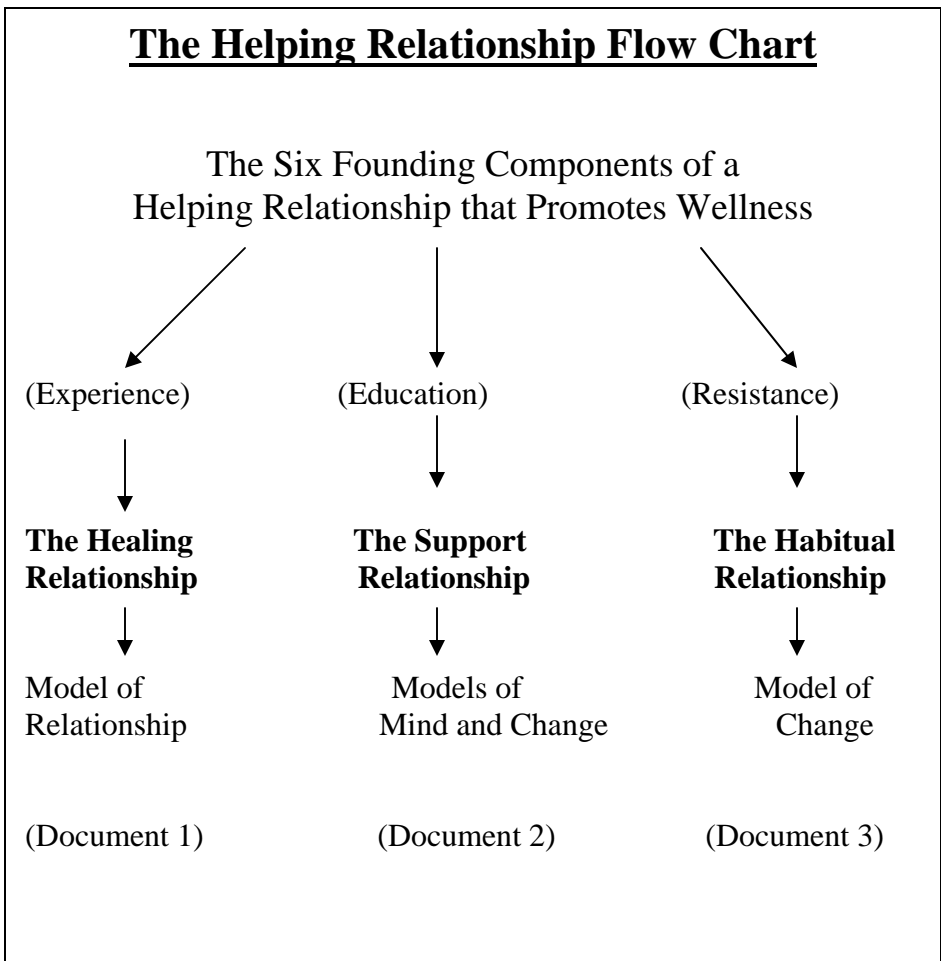 The Helping Relationship Flow Chart
The Six Founding Components of a
Helping Relationship that Promotes Wellness
(Experience) (Education) (Resistance)
The Healing The Support The Habitual
Relationship Relationship Relationship
Model of Models of Model of
Relationship Mind and Change Change
(Document 1) (Document 2) (Document 3)